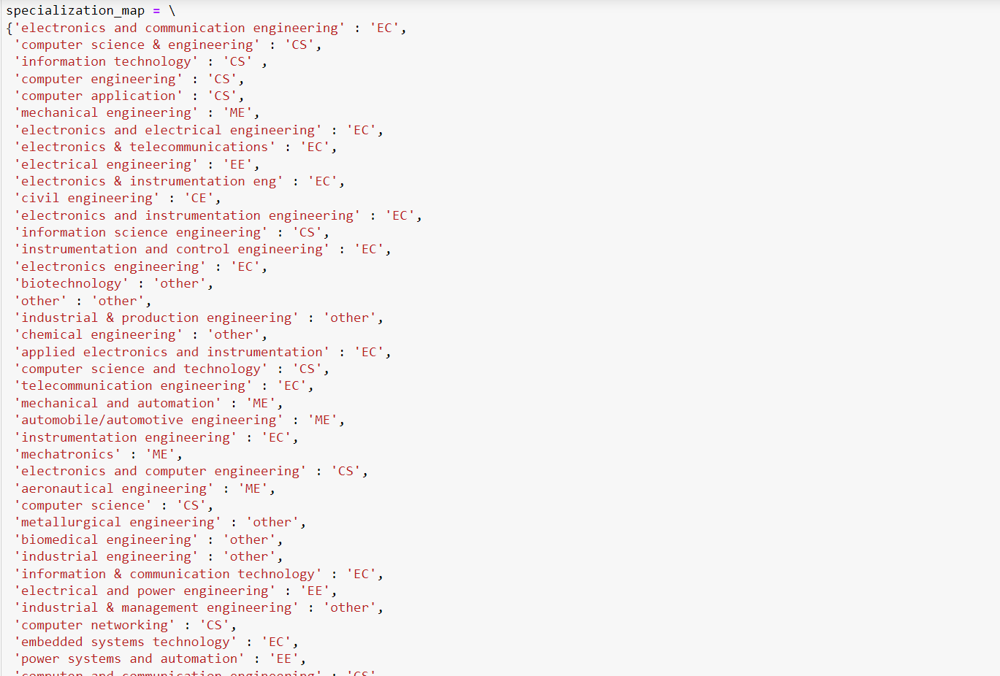 specialization_map = \
{'electronics and communication engineering' : 'EC',
'computer science & engineering' : 'CS',
'information technology' : 'CS' ,
'computer engineering' : 'CS',
'computer application' : 'CS',
'mechanical engineering' : 'ME',
'electronics and electrical engineering' : 'EC',
'electronics & telecommunications' : 'EC',
'electrical engineering' : 'EE',
'electronics & instrumentation eng' : 'EC',
'civil engineering' : 'CE',
'electronics and instrumentation engineering' : 'EC',
'information science engineering' : 'CS',
'instrumentation and control engineering' : 'EC',
'electronics engineering' : 'EC',
'biotechnology' : 'other',
'other' : 'other',
'industrial & production engineering' : 'other',
'chemical engineering' : 'other',
'applied electronics and instrumentation' : 'EC',
'computer science and technology' : 'CS',
'telecommunication engineering' : 'EC',
'mechanical and automation' : 'ME',
'automobile/automotive engineering' : 'ME',
'instrumentation engineering' : 'EC',
'mechatronics' : 'ME',
'electronics and computer engineering' : 'CS',
'aeronautical engineering' : 'ME',
'computer science' : 'CS',
'metallurgical engineering' : 'other',
'biomedical engineering' : 'other',
'industrial engineering' : 'other',
'information & communication technology' : 'EC',
'electrical and power engineering' : 'EE',
'industrial & management engineering' : 'other',
'computer networking' : 'CS',
'embedded systems technology' : 'EC',
'power systems and automation' : 'EE',
'computer and communication engineering' : 'CS'